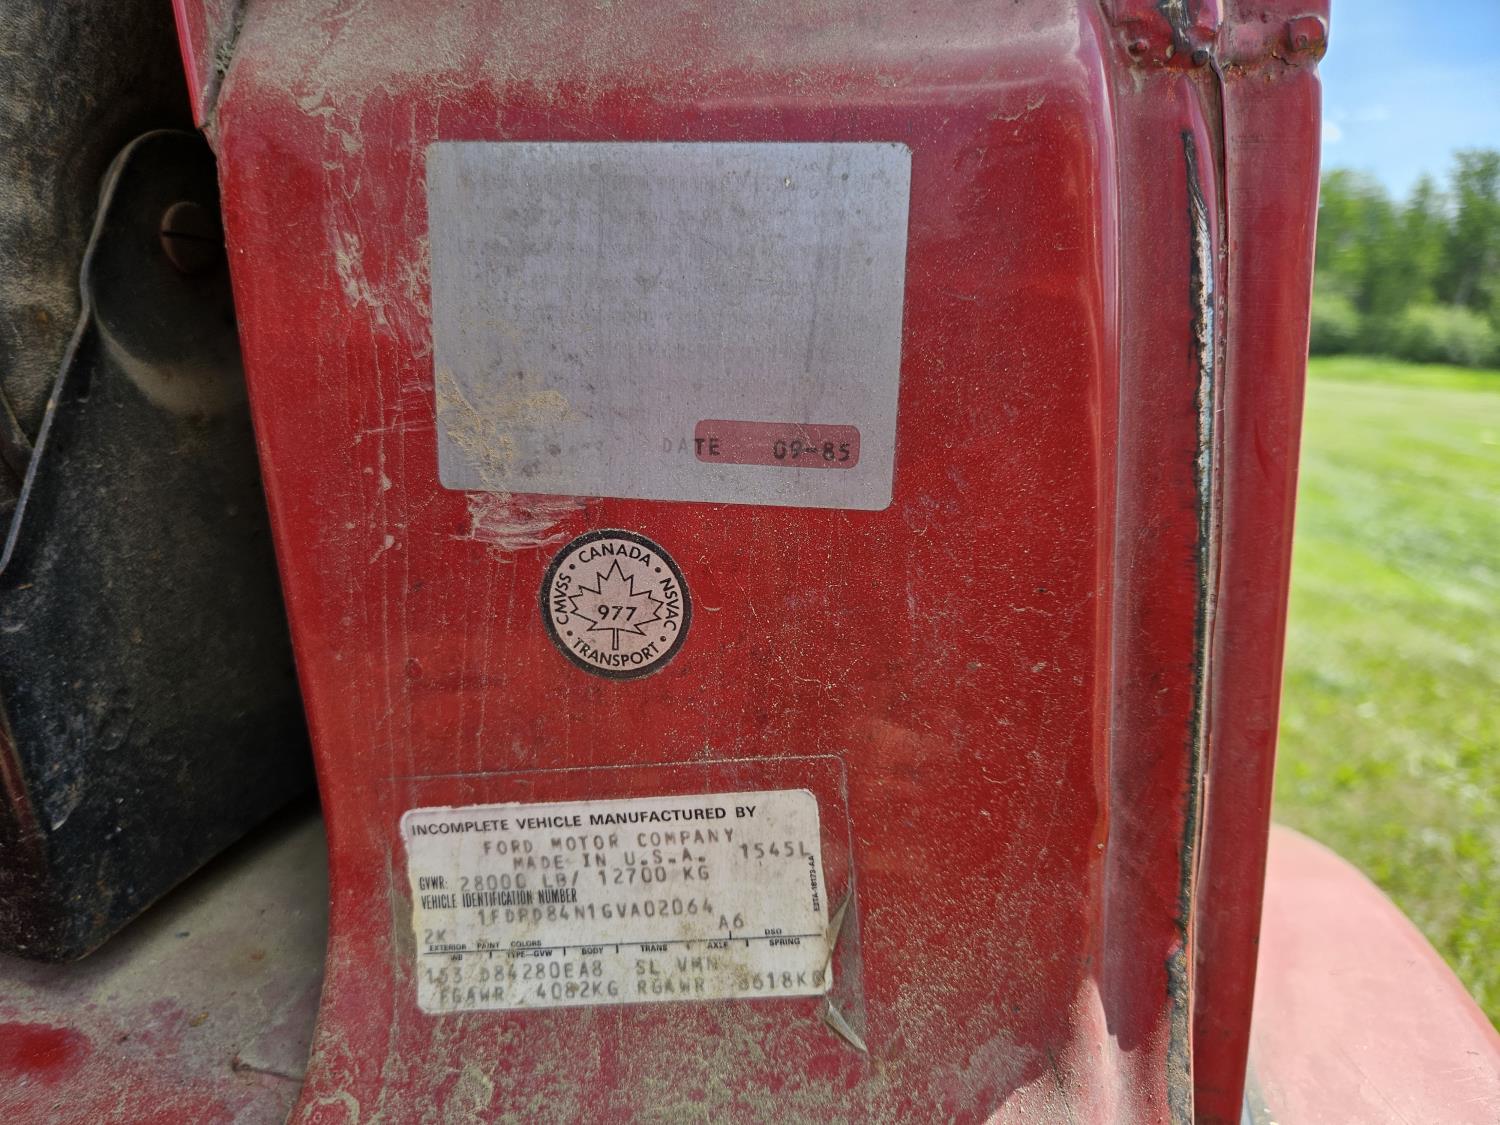 DATE 09-85
CANADA
CMVSS • 977 • NSVAC
TRANSPORT
INCOMPLETE VEHICLE MANUFACTURED BY
FORD MOTOR COMPANY
MADE IN U.S.A. 1545L
GVWR: 28000 LB/ 12700 KG
VEHICLE IDENTIFICATION NUMBER
1FDPD84N1GVA02064
2K A6
EXTERIOR PAINT COLORS DSO
WB TYPE-GVW BODY TRANS AXLE SPRING
153 D84280EA8 SL VMN
FGAWR 4082KG RGAWR 8618KG